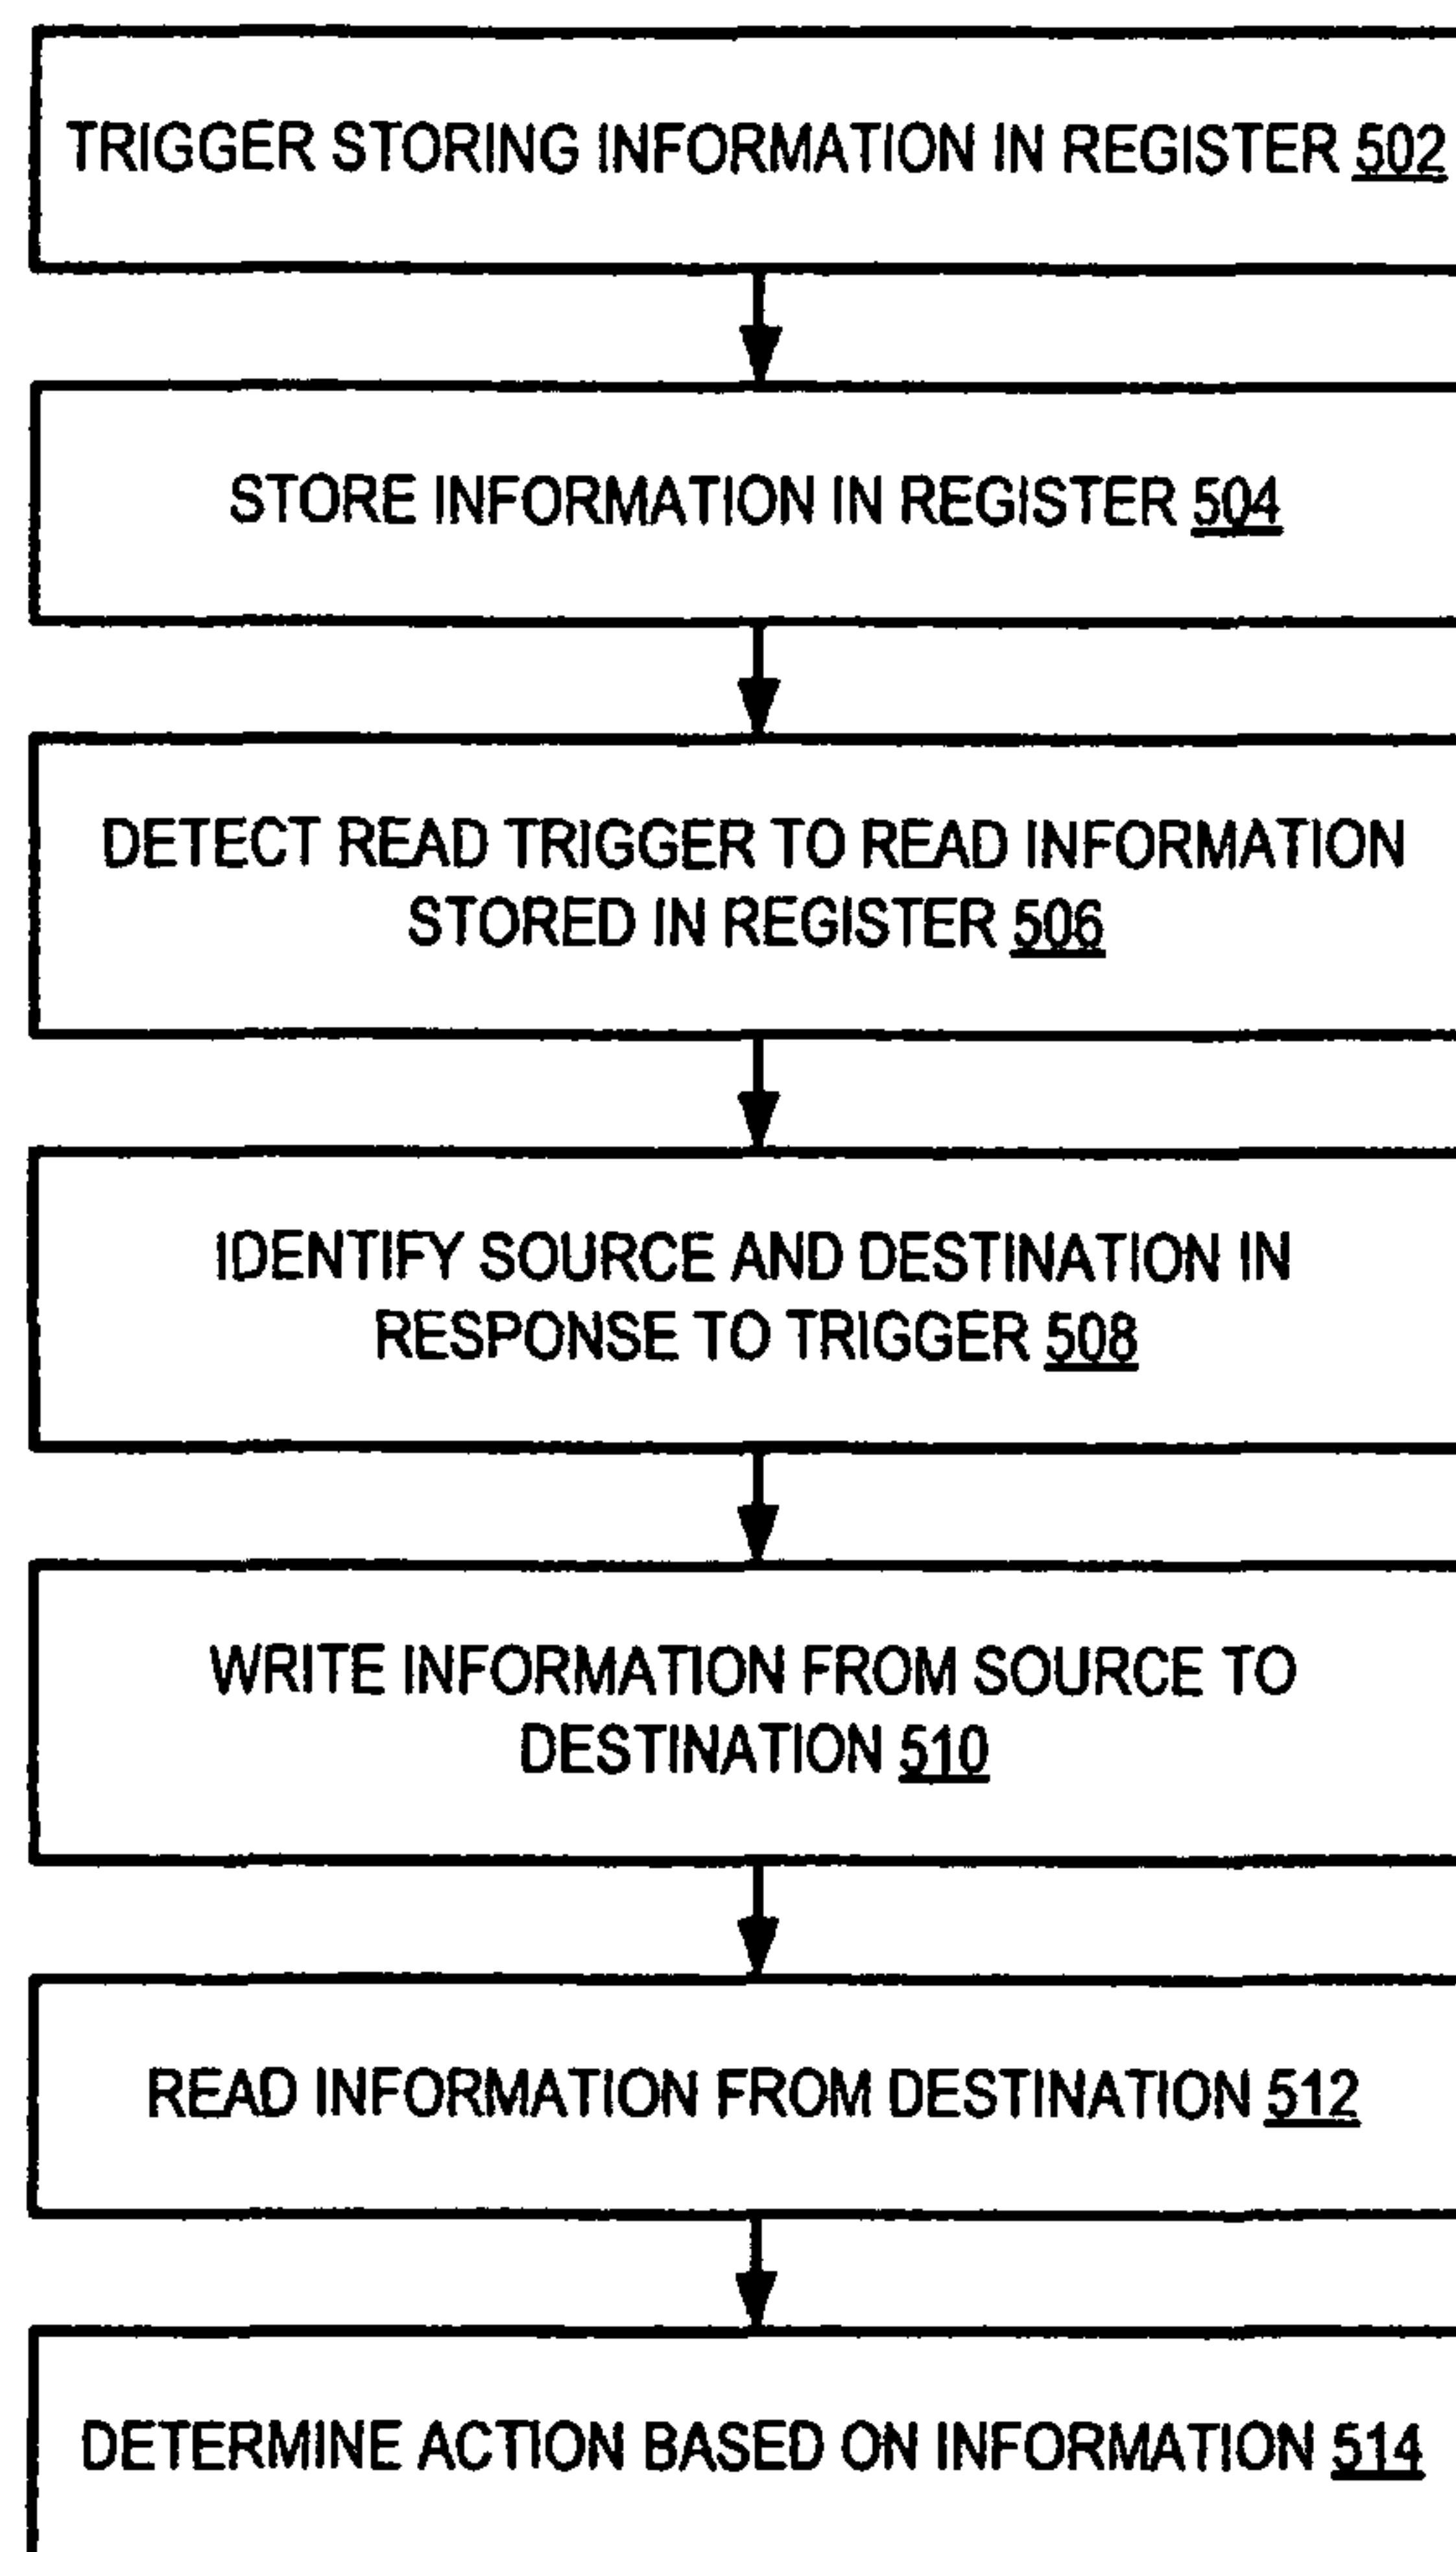 TRIGGER STORING INFORMATION IN REGISTER 502
STORE INFORMATION IN REGISTER 504
DETECT READ TRIGGER TO READ INFORMATION
STORED IN REGISTER 506
IDENTIFY SOURCE AND DESTINATION IN
RESPONSE TO TRIGGER 508
WRITE INFORMATION FROM SOURCE TO
DESTINATION 510
READ INFORMATION FROM DESTINATION 512
DETERMINE ACTION BASED ON INFORMATION 514